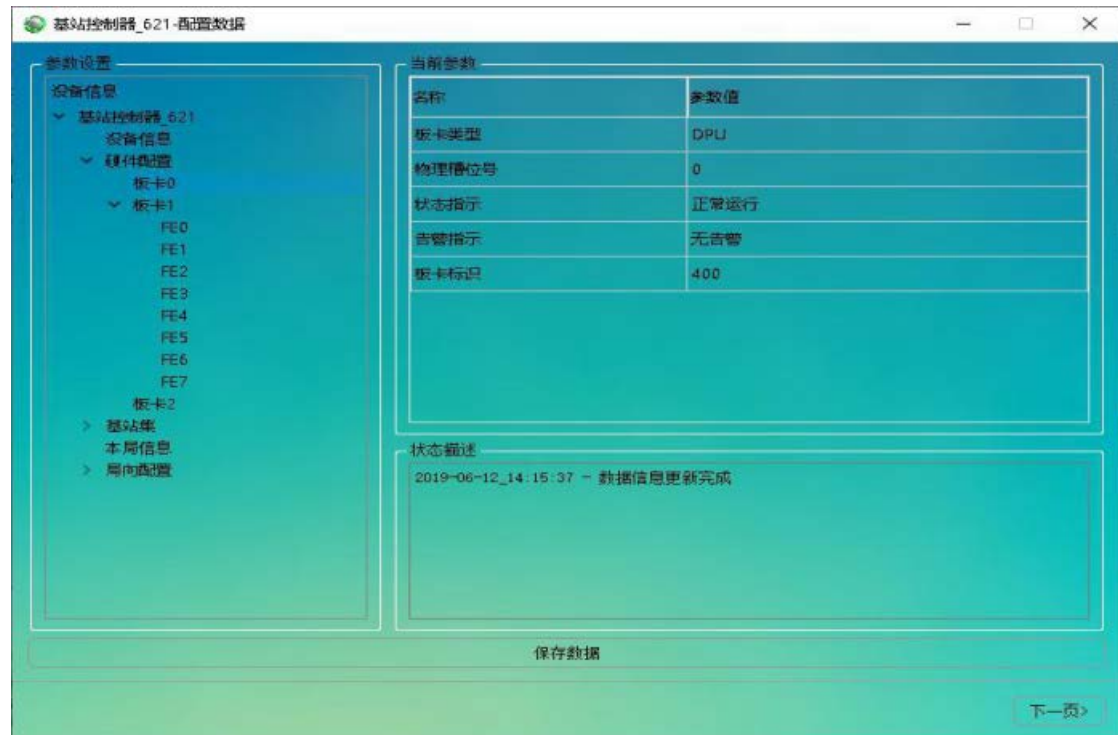 基站控制器_621-配置数据
参数设置
设备信息
基站控制器_621
设备信息
硬件配置
板卡0
板卡1
FE0
FE1
FE2
FE3
FE4
FE5
FE6
FE7
板卡2
基站集
本局信息
局向配置
当前参数
名称 参数值
板卡类型 DPU
物理槽位号 0
状态指示 正常运行
告警指示 无告警
板卡标识 400
状态描述
2019-06-12_14:15:37 - 数据信息更新完成
保存数据
下一页>